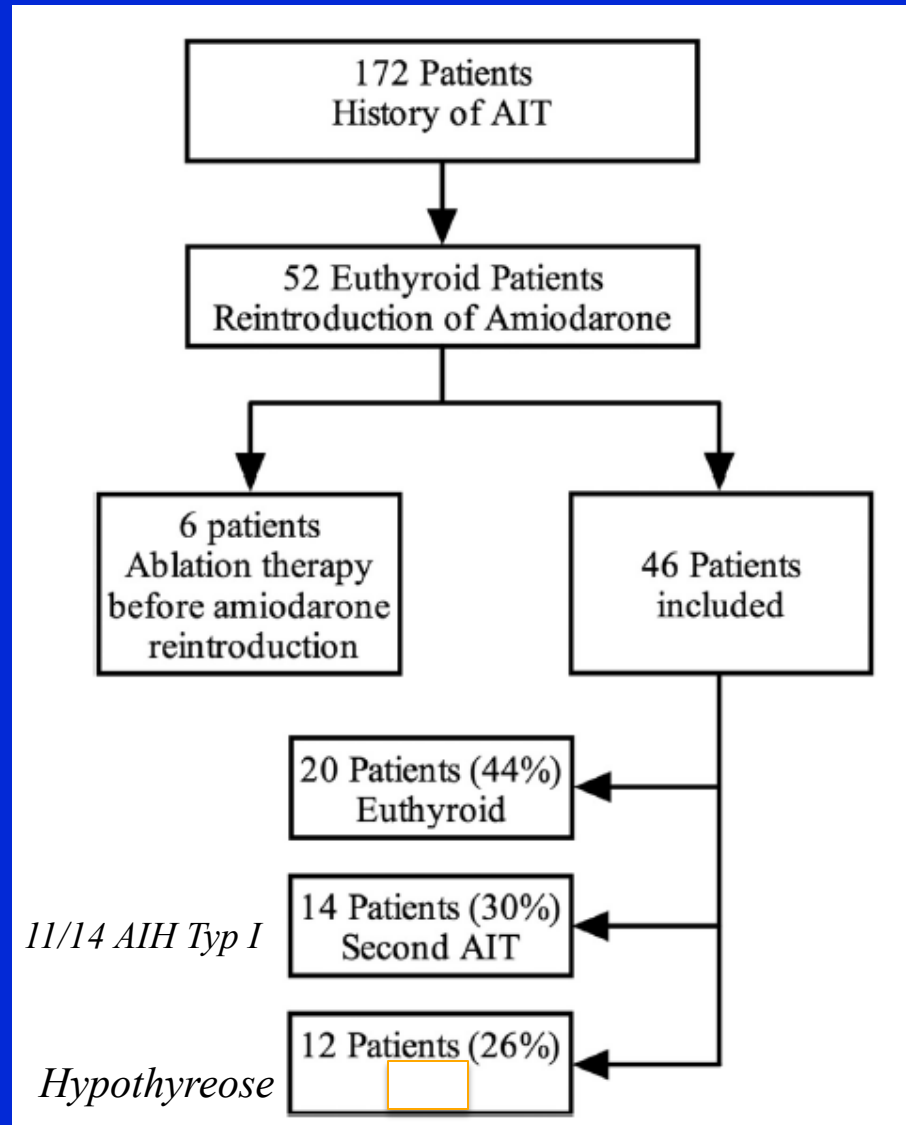 172 Patients
History of AIT
52 Euthyroid Patients
Reintroduction of Amiodarone
6 patients
Ablation therapy
before amiodarone
reintroduction
46 Patients
included
20 Patients (44%)
Euthyroid
11/14 AIH Typ I
14 Patients (30%)
Second AIT
Hypothyreose
12 Patients (26%)